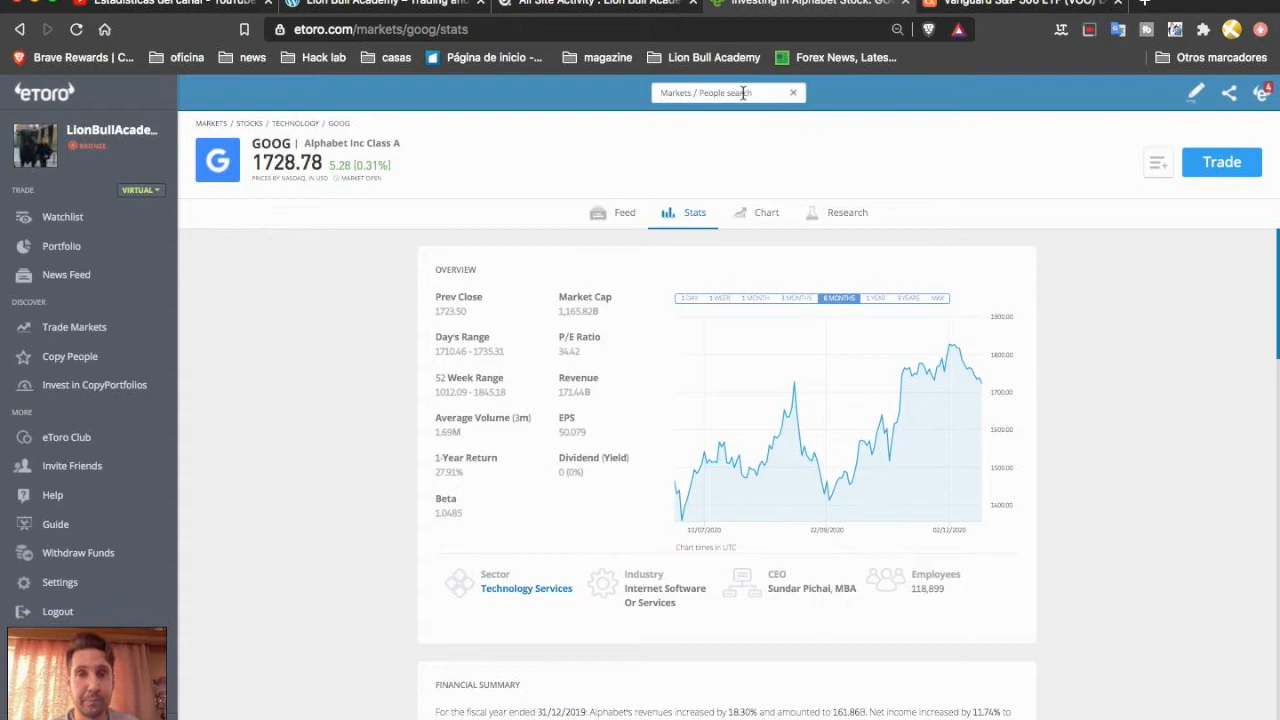 Estadísticas del canal - YouTube
Lion Bull Academy – Trading and
All Site Activity · Lion Bull Acade
Investing in Alphabet Stock: GO
Vanguard S&P 500 ETF (VOO) D
etoro.com/markets/goog/stats
Brave Rewards | C...
oficina
news
Hack lab
casas
Página de inicio -...
magazine
Lion Bull Academy
Forex News, Latest...
Otros marcadores
eTORO
Markets / People search
4
LionBullAcade...
BRONZE
TRADE
VIRTUAL
Watchlist
Portfolio
News Feed
DISCOVER
Trade Markets
Copy People
Invest in CopyPortfolios
MORE
eToro Club
Invite Friends
Help
Guide
Withdraw Funds
Settings
Logout
MARKETS / STOCKS / TECHNOLOGY / GOOG
G
GOOG | Alphabet Inc Class A
1728.78 5.28 (0.31%)
PRICES BY NASDAQ, IN USD MARKET OPEN
Trade
Feed
Stats
Chart
Research
OVERVIEW
Prev Close
1723.50
Market Cap
1,165.82B
Day's Range
1710.46 - 1735.31
P/E Ratio
34.42
52 Week Range
1012.09 - 1845.18
Revenue
171.44B
Average Volume (3m)
1.69M
EPS
50.079
1-Year Return
27.91%
Dividend (Yield)
0 (0%)
Beta
1.0485
1 DAY 1 WEEK 1 MONTH 3 MONTHS 6 MONTHS 1 YEAR 3 YEARS MAX
1900.00
1800.00
1700.00
1600.00
1500.00
1400.00
10/07/2020
22/09/2020
02/12/2020
Chart times in UTC
Sector
Technology Services
Industry
Internet Software
Or Services
CEO
Sundar Pichai, MBA
Employees
118,899
FINANCIAL SUMMARY
For the fiscal year ended 31/12/2019: Alphabet's revenues increased by 18.30% and amounted to 161.86B. Net income increased by 11.74% to